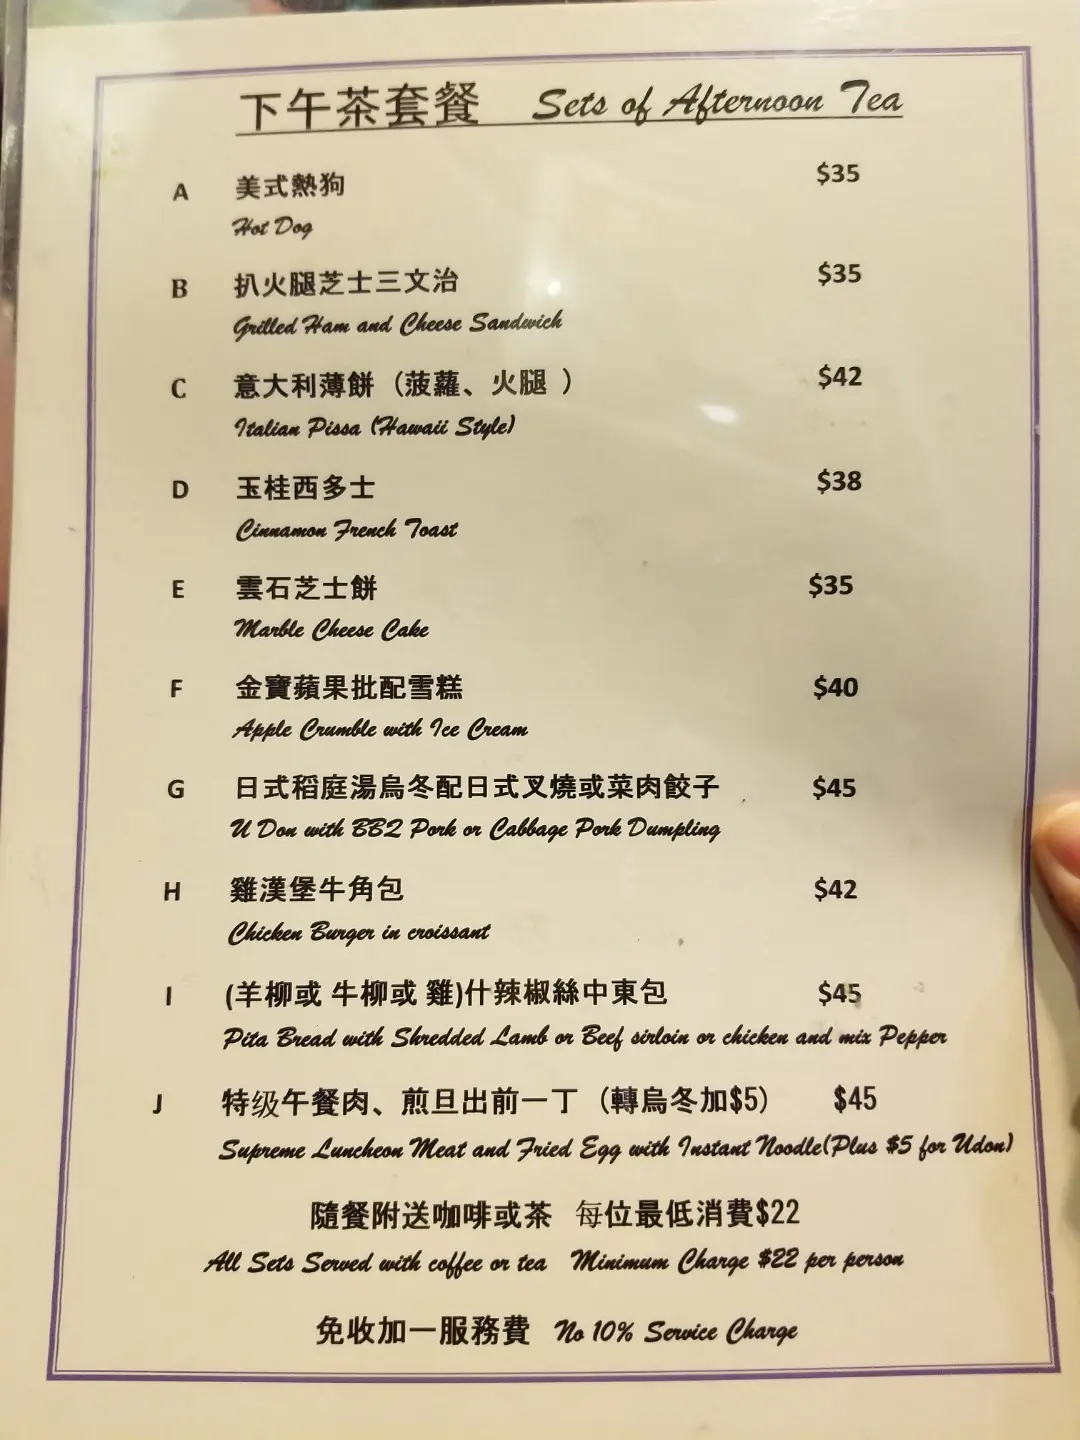 下午茶套餐 Sets of Afternoon Tea
A 美式熱狗 $35
Hot Dog
B 扒火腿芝士三文治 $35
Grilled Ham and Cheese Sandwich
C 意大利薄餅 (菠蘿、火腿 ) $42
Italian Pissa (Hawaii Style)
D 玉桂西多士 $38
Cinnamon French Toast
E 雲石芝士餅 $35
Marble Cheese Cake
F 金寶蘋果批配雪糕 $40
Apple Crumble with Ice Cream
G 日式稻庭湯烏冬配日式叉燒或菜肉餃子 $45
U Don with BBQ Pork or Cabbage Pork Dumpling
H 雞漢堡牛角包 $42
Chicken Burger in croissant
I (羊柳或 牛柳或 雞)什辣椒絲中東包 $45
Pita Bread with Shredded Lamb or Beef sirloin or chicken and mix Pepper
J 特级午餐肉、煎旦出前一丁 (轉烏冬加$5) $45
Supreme Luncheon Meat and Fried Egg with Instant Noodle(Plus $5 for Udon)
隨餐附送咖啡或茶 每位最低消費$22
All Sets Served with coffee or tea Minimum Charge $22 per person
免收加一服務費 No 10% Service Charge